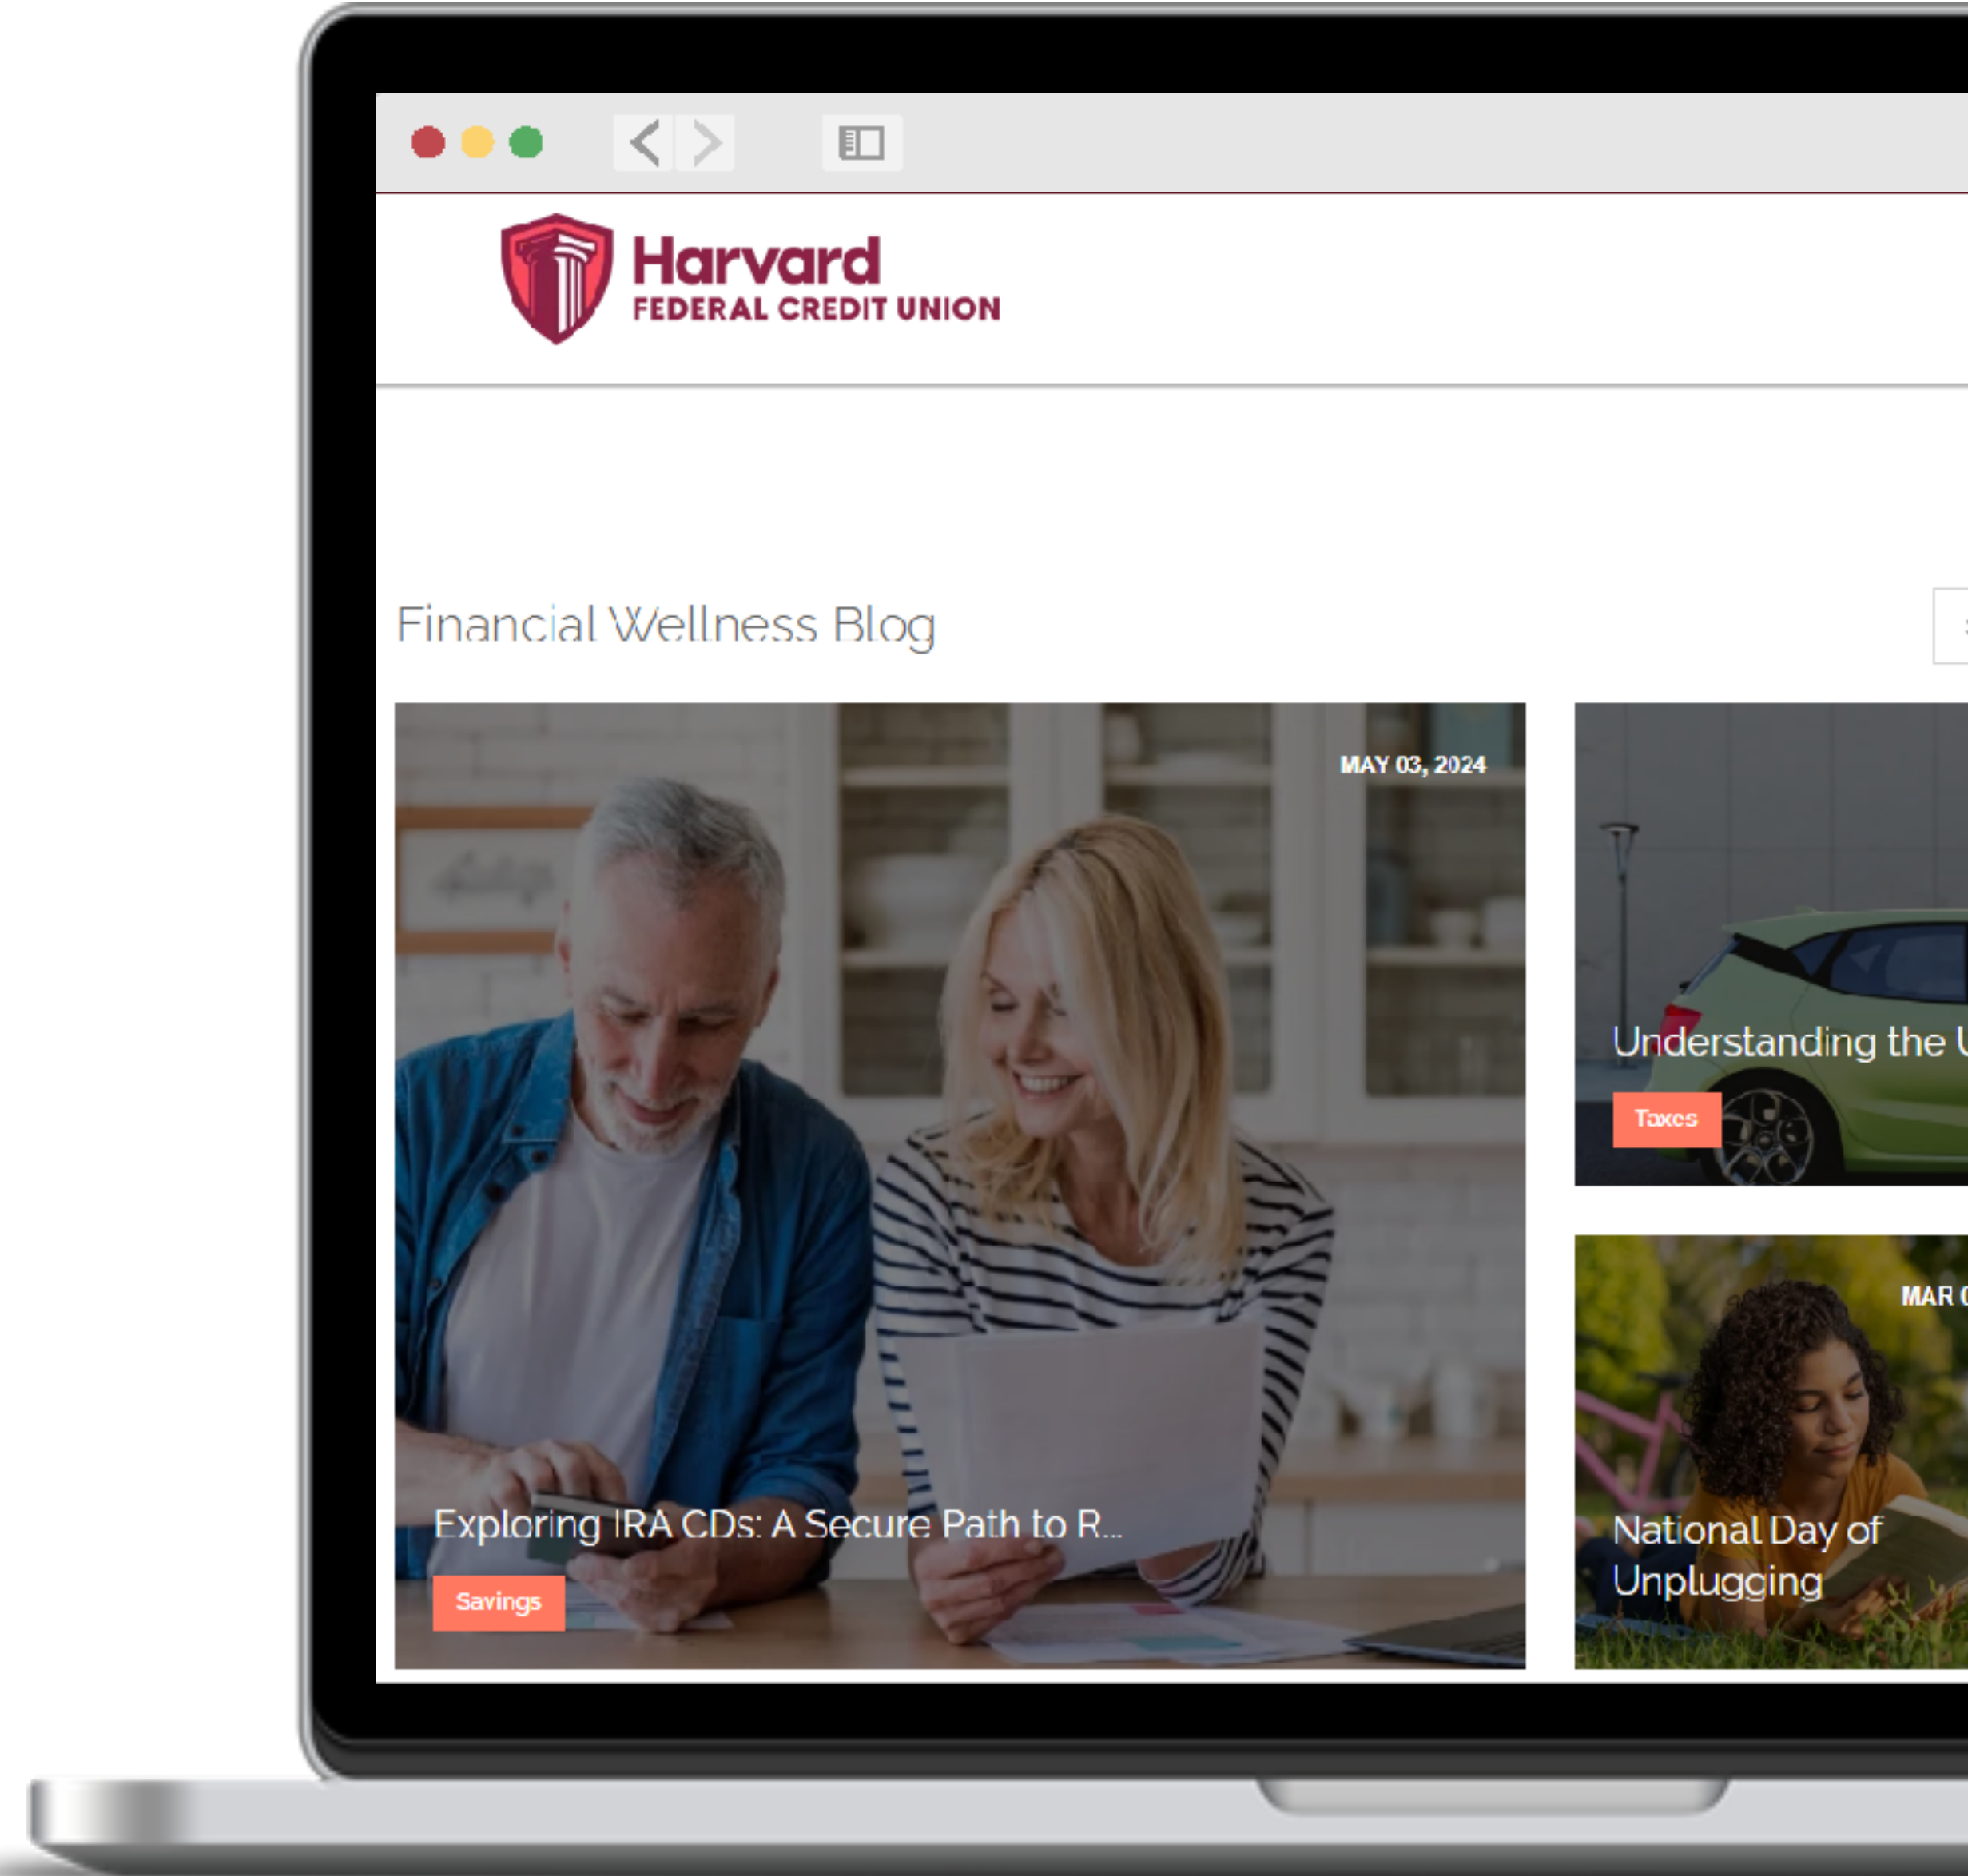 Harvard
FEDERAL CREDIT UNION
Financial Wellness Blog
MAY 03, 2024
Exploring IRA CDs: A Secure Path to R...
Savings
Understanding the
Taxes
MAR
National Day of
Unplugging